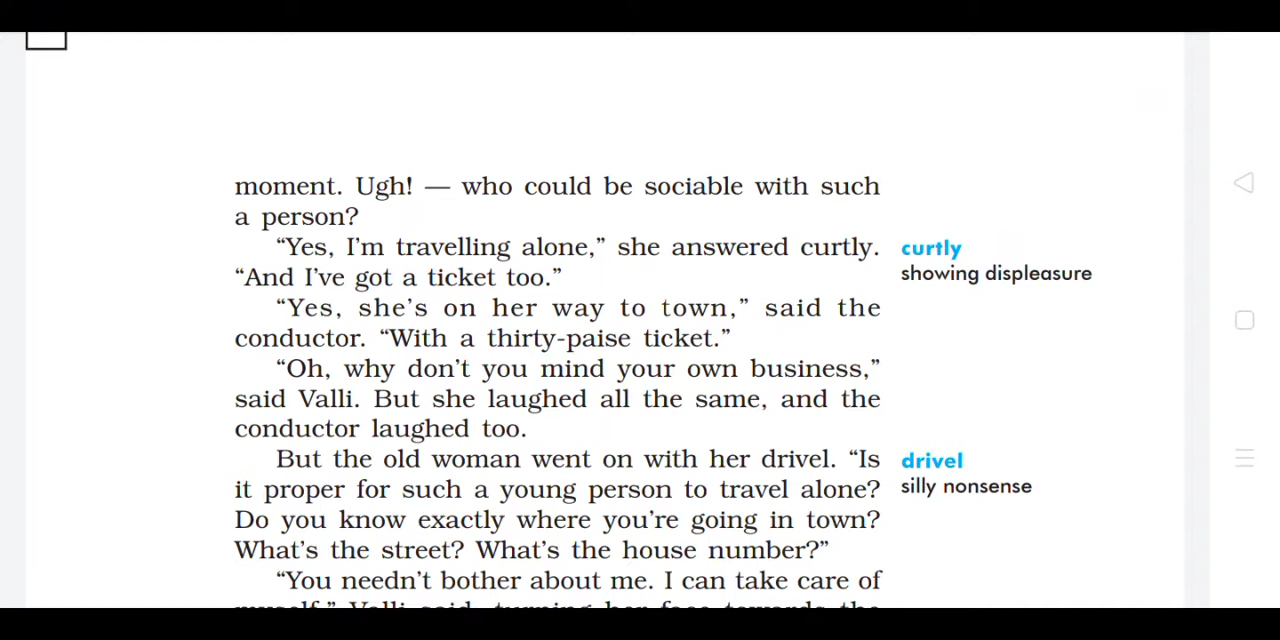 moment. Ugh! — who could be sociable with such
a person?
“Yes, I’m travelling alone,” she answered curtly.
“And I’ve got a ticket too.”
“Yes, she’s on her way to town,” said the
conductor. “With a thirty-paise ticket.”
“Oh, why don’t you mind your own business,”
said Valli. But she laughed all the same, and the
conductor laughed too.
But the old woman went on with her drivel. “Is
it proper for such a young person to travel alone?
Do you know exactly where you’re going in town?
What’s the street? What’s the house number?”
“You needn’t bother about me. I can take care of
myself,” Valli said, turning her face towards the
curtly
showing displeasure
drivel
silly nonsense